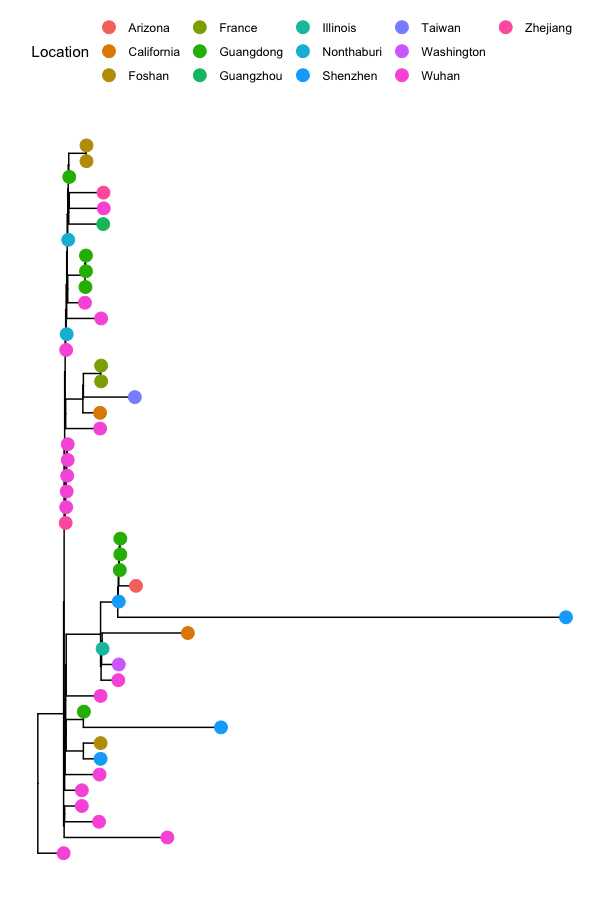 Arizona France Illinois Taiwan Zhejiang
Location California Guangdong Nonthaburi Washington
Foshan Guangzhou Shenzhen Wuhan